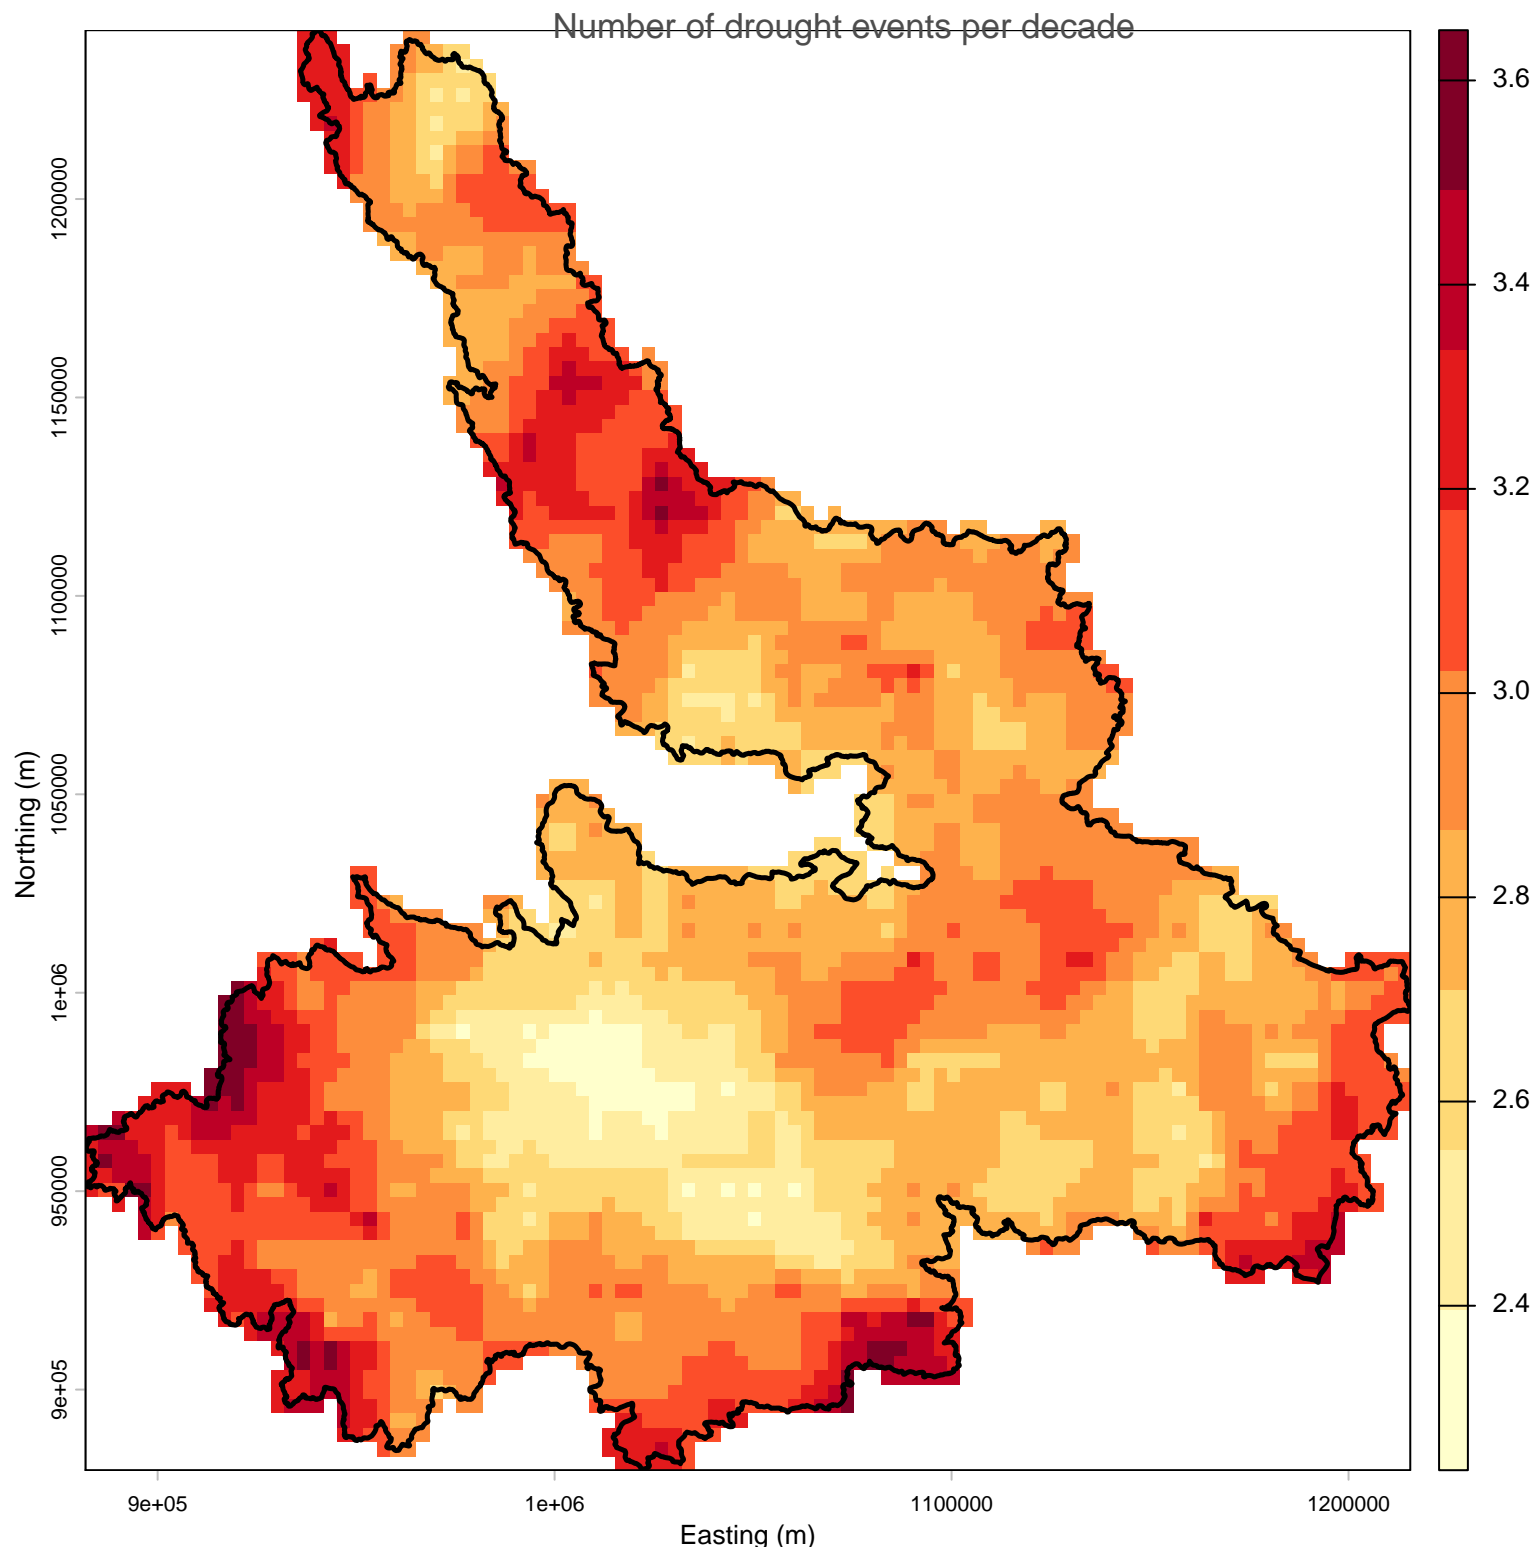 Number of drought events per decade
3.6
3.4
3.2
3.0
2.8
2.6
2.4
Northing (m)
1200000
1150000
1100000
1050000
1e+06
950000
9e+05
9e+05
1e+06
1100000
1200000
Easting (m)